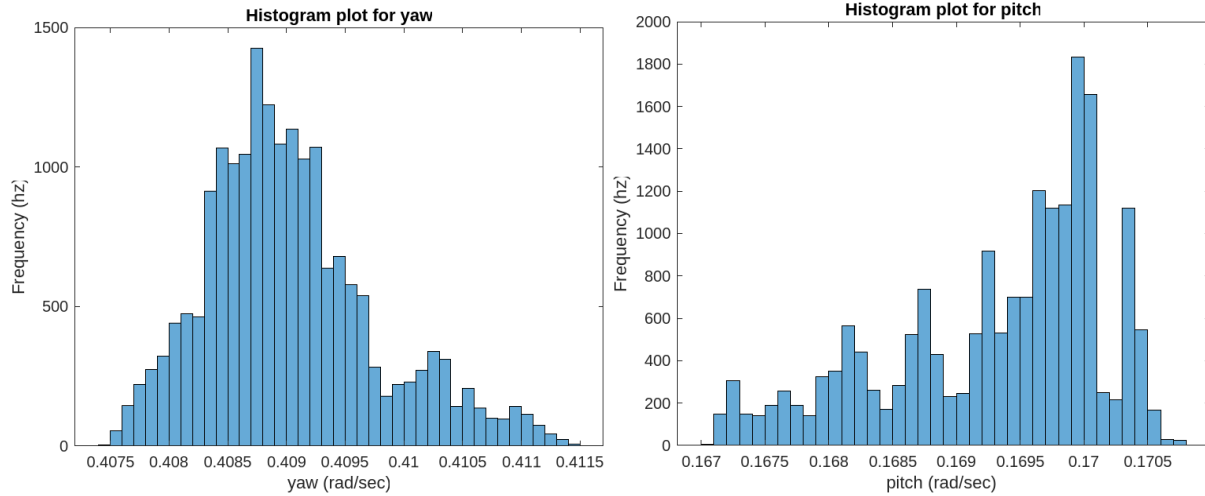 Histogram plot for yaw
1500
1000
500
0
Frequency (hz)
0.4075 0.408 0.4085 0.409 0.4095 0.41 0.4105 0.411 0.4115
yaw (rad/sec)
Histogram plot for pitch
2000
1800
1600
1400
1200
1000
800
600
400
200
0
Frequency (hz)
0.167 0.1675 0.168 0.1685 0.169 0.1695 0.17 0.1705
pitch (rad/sec)